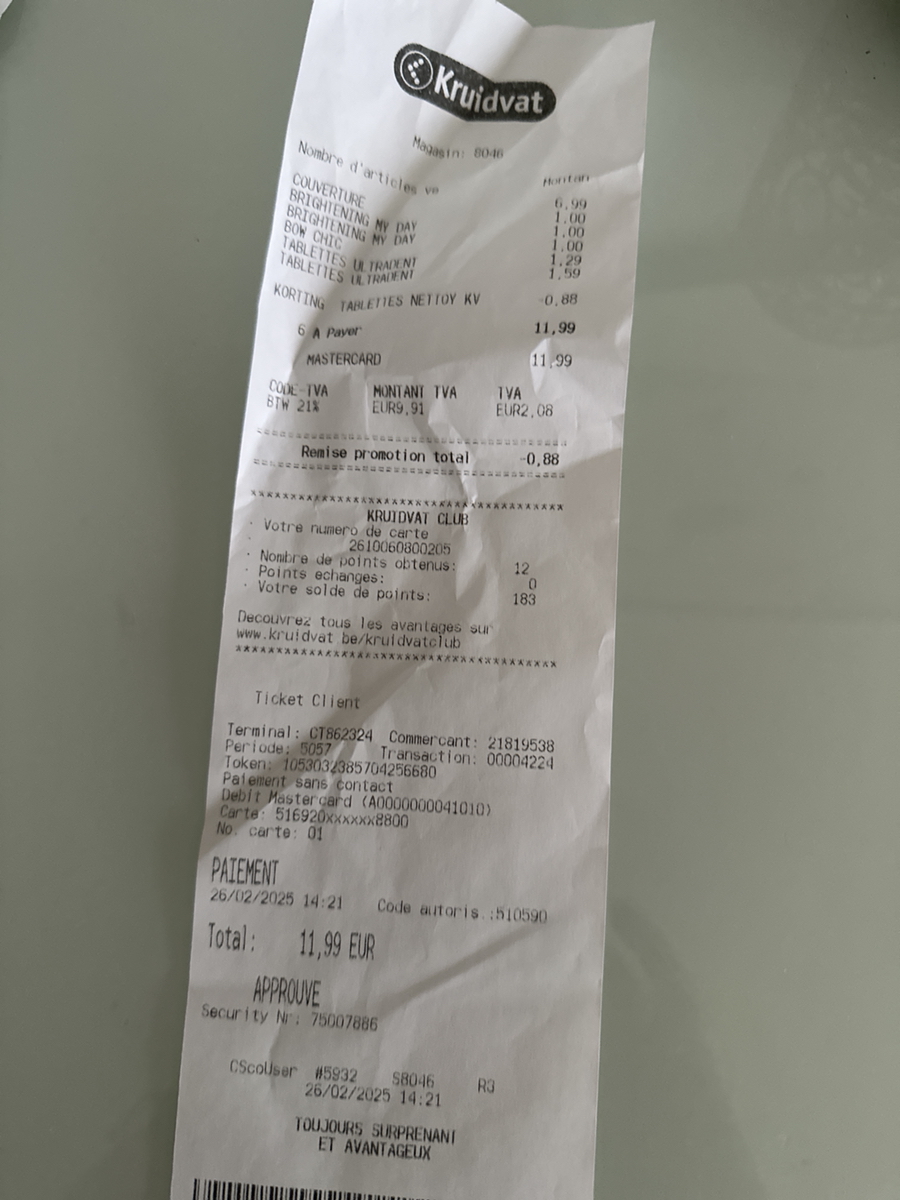 Kruidvat
Magasin: 8046
Nombre d'articles ve Montan
COUVERTURE 6.99
BRIGHTENING MY DAY 1.00
BRIGHTENING MY DAY 1.00
BOW CHIC 1.00
TABLETTES ULTRADENT 1.29
TABLETTES ULTRADENT 1.59
KORTING TABLETTES NETTOY KV -0,88
6 A Payer 11,99
MASTERCARD 11,99
CODE-TVA MONTANT TVA TVA
BTW 21% EUR9,91 EUR2,08
Remise promotion total -0,88
KRUIDVAT CLUB
· Votre numero de carte
2610060800205
· Nombre de points obtenus: 12
· Points echanges: 0
· Votre solde de points: 183
Decouvrez tous les avantages sur
www.kruidvat be/kruidvatclub
Ticket Client
Terminal: CT862324 Commercant: 21819538
Periode: 5057 Transaction: 00004224
Token: 1053032385704256680
Paiement sans contact
Debit Mastercard (A0000000041010)
Carte: 516920xxxxxx8800
No. carte: 01
PAIEMENT
26/02/2025 14:21 Code autoris.:510590
Total: 11,99 EUR
APPROUVE
Security Nr: 75007886
CScoUser #5932 S8046 R3
26/02/2025 14:21
TOUJOURS SURPRENANT
ET AVANTAGEUX